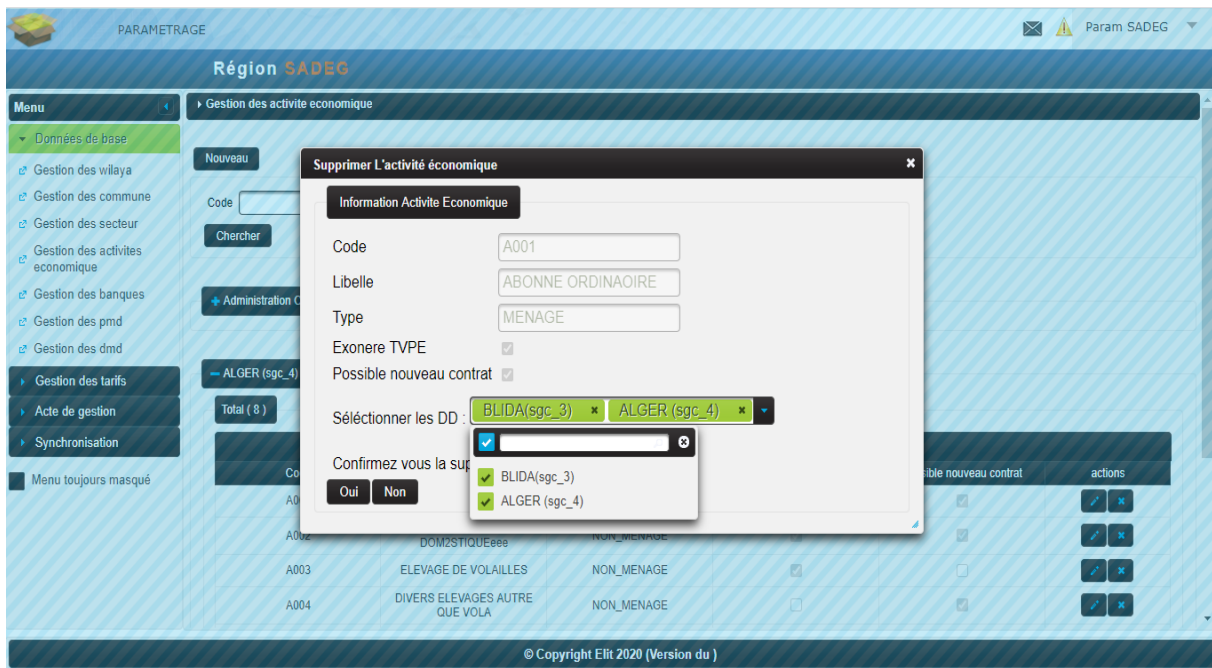 PARAMETRAGE
Param SADEG
Région SADEG
Menu
Données de base
Gestion des wilaya
Gestion des commune
Gestion des secteur
Gestion des activites
economique
Gestion des banques
Gestion des pmd
Gestion des dmd
Gestion des tarifs
Acte de gestion
Synchronisation
Menu toujours masqué
Gestion des activite economique
Nouveau
Code
Chercher
Administration
ALGER (sgc_4)
Total ( 8 )
Supprimer L'activité économique
Information Activite Economique
Code A001
Libelle ABONNE ORDINAOIRE
Type MENAGE
Exonere TVPE
Possible nouveau contrat
Séléctionner les DD : BLIDA(sgc_3) ALGER (sgc_4)
BLIDA(sgc_3)
ALGER (sgc_4)
Confirmez vous la sup
Oui Non
nouveau contrat actions
A002 DOM2STIQUEeee NON_MENAGE
A003 ELEVAGE DE VOLAILLES NON_MENAGE
A004 DIVERS ELEVAGES AUTRE
QUE VOLA NON_MENAGE
© Copyright Elit 2020 (Version du )